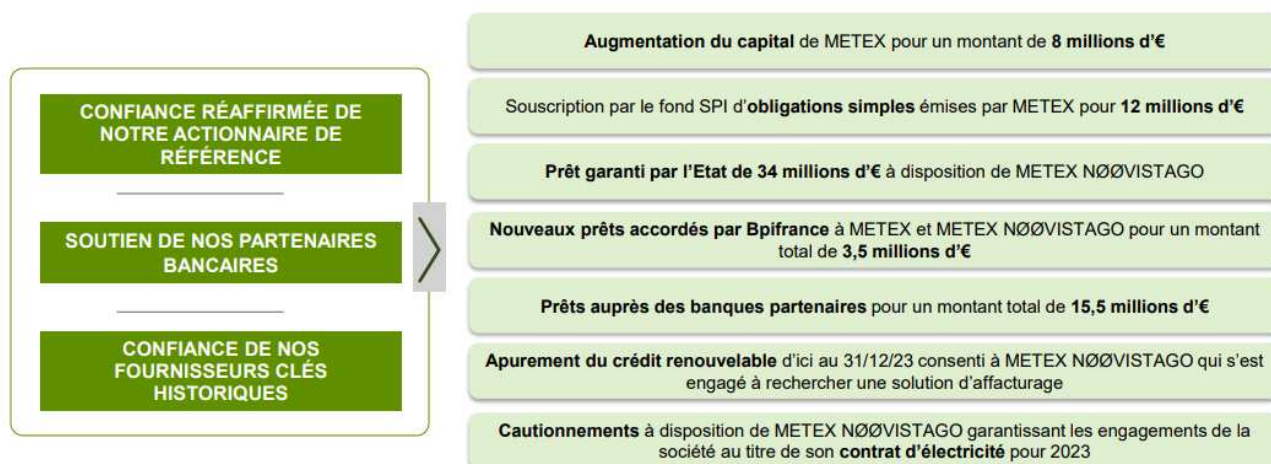 CONFIANCE RÉAFFIRMÉE DE
NOTRE ACTIONNAIRE DE
RÉFÉRENCE
SOUTIEN DE NOS PARTENAIRES
BANCAIRES
CONFIANCE DE NOS
FOURNISSEURS CLÉS
HISTORIQUES
Augmentation du capital de METEX pour un montant de 8 millions d'€
Souscription par le fond SPI d'obligations simples émises par METEX pour 12 millions d'€
Prêt garanti par l'Etat de 34 millions d'€ à disposition de METEX NØØVISTAGO
Nouveaux prêts accordés par Bpifrance à METEX et METEX NØØVISTAGO pour un montant
total de 3,5 millions d'€
Prêts auprès des banques partenaires pour un montant total de 15,5 millions d'€
Apurement du crédit renouvelable d'ici au 31/12/23 consenti à METEX NØØVISTAGO qui s'est
engagé à rechercher une solution d'affacturage
Cautionnements à disposition de METEX NØØVISTAGO garantissant les engagements de la
société au titre de son contrat d'électricité pour 2023